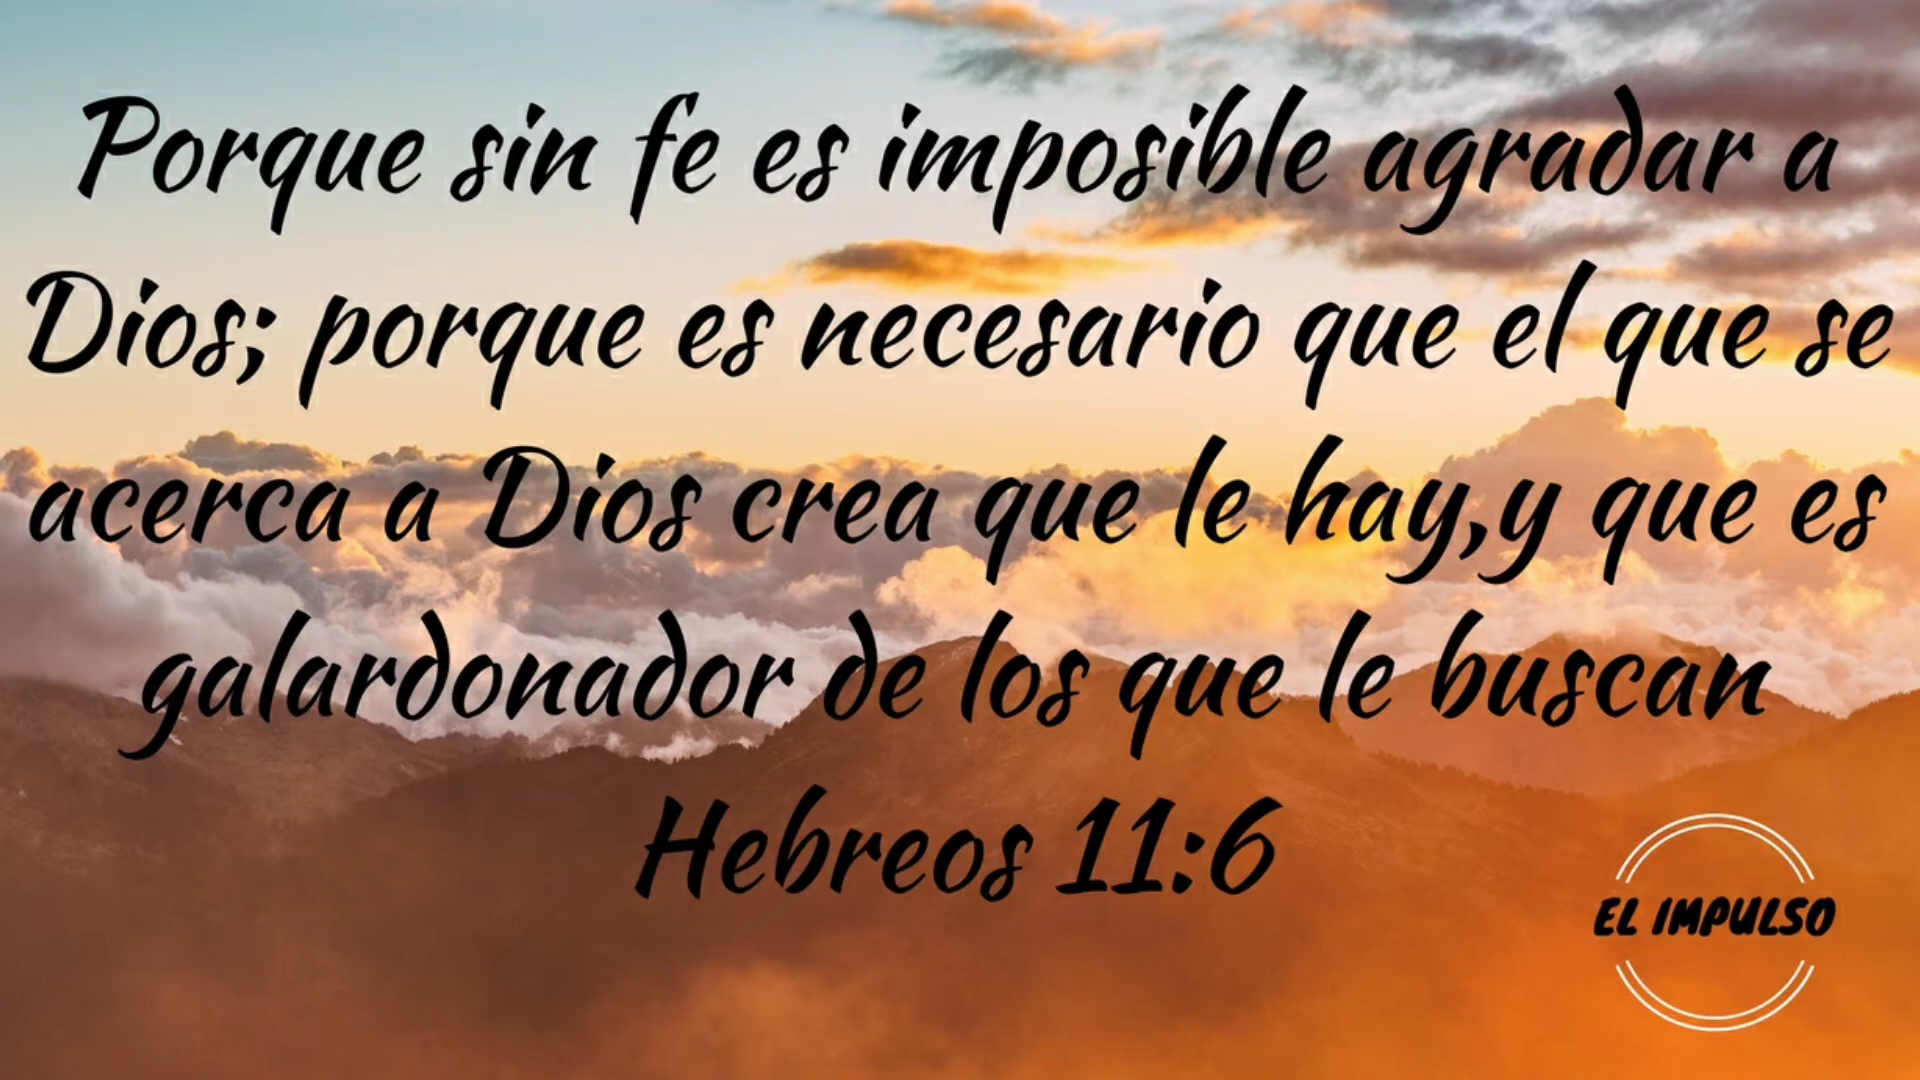 Porque sin fe es imposible agradar a
Dios; porque es necesario que el que se
acerca a Dios crea que le hay,y que es
galardonador de los que le buscan
Hebreos 11:6
EL IMPULSO